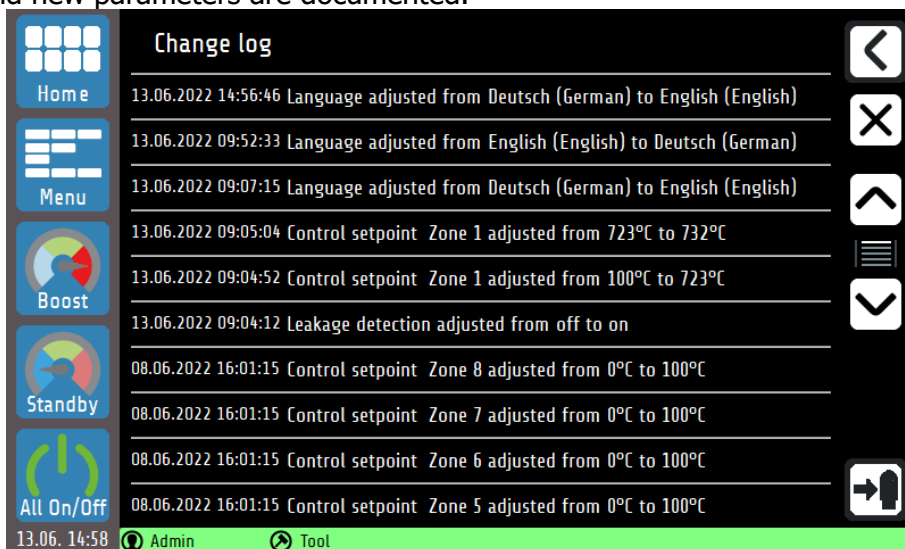 new parameters are documented.
Change log
Home
13.06.2022 14:56:46 Language adjusted from Deutsch (German) to English (English)
13.06.2022 09:52:33 Language adjusted from English (English) to Deutsch (German)
Menu
13.06.2022 09:07:15 Language adjusted from Deutsch (German) to English (English)
13.06.2022 09:05:04 Control setpoint Zone 1 adjusted from 723°C to 732°C
13.06.2022 09:04:52 Control setpoint Zone 1 adjusted from 100°C to 723°C
Boost
13.06.2022 09:04:12 Leakage detection adjusted from off to on
08.06.2022 16:01:15 Control setpoint Zone 8 adjusted from 0°C to 100°C
Standby
08.06.2022 16:01:15 Control setpoint Zone 7 adjusted from 0°C to 100°C
08.06.2022 16:01:15 Control setpoint Zone 6 adjusted from 0°C to 100°C
All On/Off
08.06.2022 16:01:15 Control setpoint Zone 5 adjusted from 0°C to 100°C
13.06. 14:58 Admin Tool